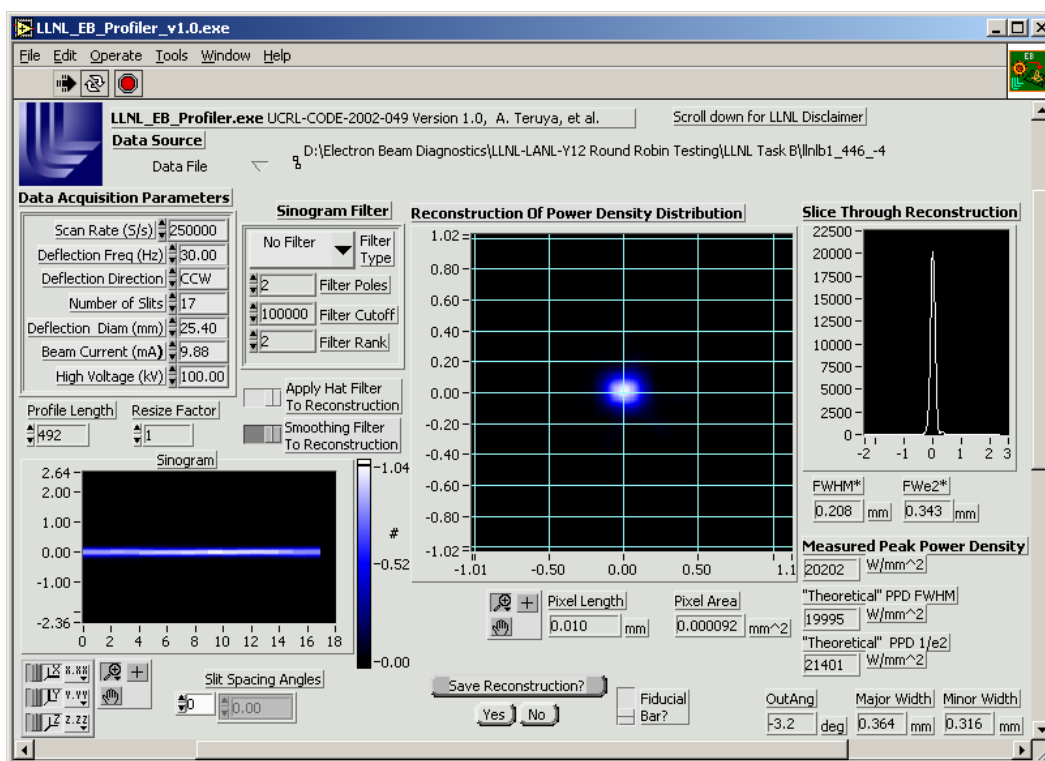 LLNL_EB_Profiler_v1.0.exe
File Edit Operate Tools Window Help
EB
LLNL_EB_Profiler.exe UCRL-CODE-2002-049 Version 1.0, A. Teruya, et al.
Scroll down for LLNL Disclaimer
Data Source
Data File
D:\Electron Beam Diagnostics\LLNL-LANL-Y12 Round Robin Testing\LLNL Task B\llnlb1_446_-4
Data Acquisition Parameters
Scan Rate (S/s) 250000
Deflection Freq (Hz) 30.00
Deflection Direction CCW
Number of Slits 17
Deflection Diam (mm) 25.40
Beam Current (mA) 9.88
High Voltage (kV) 100.00
Profile Length
492
Resize Factor
1
Sinogram Filter
No Filter
Filter
Type
2 Filter Poles
100000 Filter Cutoff
2 Filter Rank
Apply Hat Filter
To Reconstruction
Smoothing Filter
To Reconstruction
Sinogram
2.64
2.00
1.00
0.00
-1.00
-2.36
0 2 4 6 8 10 12 14 16 18
-1.04
#
-0.52
-0.00
X x.xx
Y y.yy
Z z.zz
Slit Spacing Angles
0
0.00
Reconstruction Of Power Density Distribution
1.02
0.80
0.60
0.40
0.20
0.00
-0.20
-0.40
-0.60
-0.80
-1.02
-1.01 -0.50 0.00 0.50 1.1
Pixel Length
0.010 mm
Pixel Area
0.000092 mm^2
Save Reconstruction?
Yes No
Fiducial
Bar?
Slice Through Reconstruction
22500
20000
17500
15000
12500
10000
7500
5000
2500
0
-2 -1 0 1 2 3
FWHM*
0.208 mm
FWe2*
0.343 mm
Measured Peak Power Density
20202 W/mm^2
"Theoretical" PPD FWHM
19995 W/mm^2
"Theoretical" PPD 1/e2
21401 W/mm^2
OutAng
-3.2 deg
Major Width
0.364 mm
Minor Width
0.316 mm